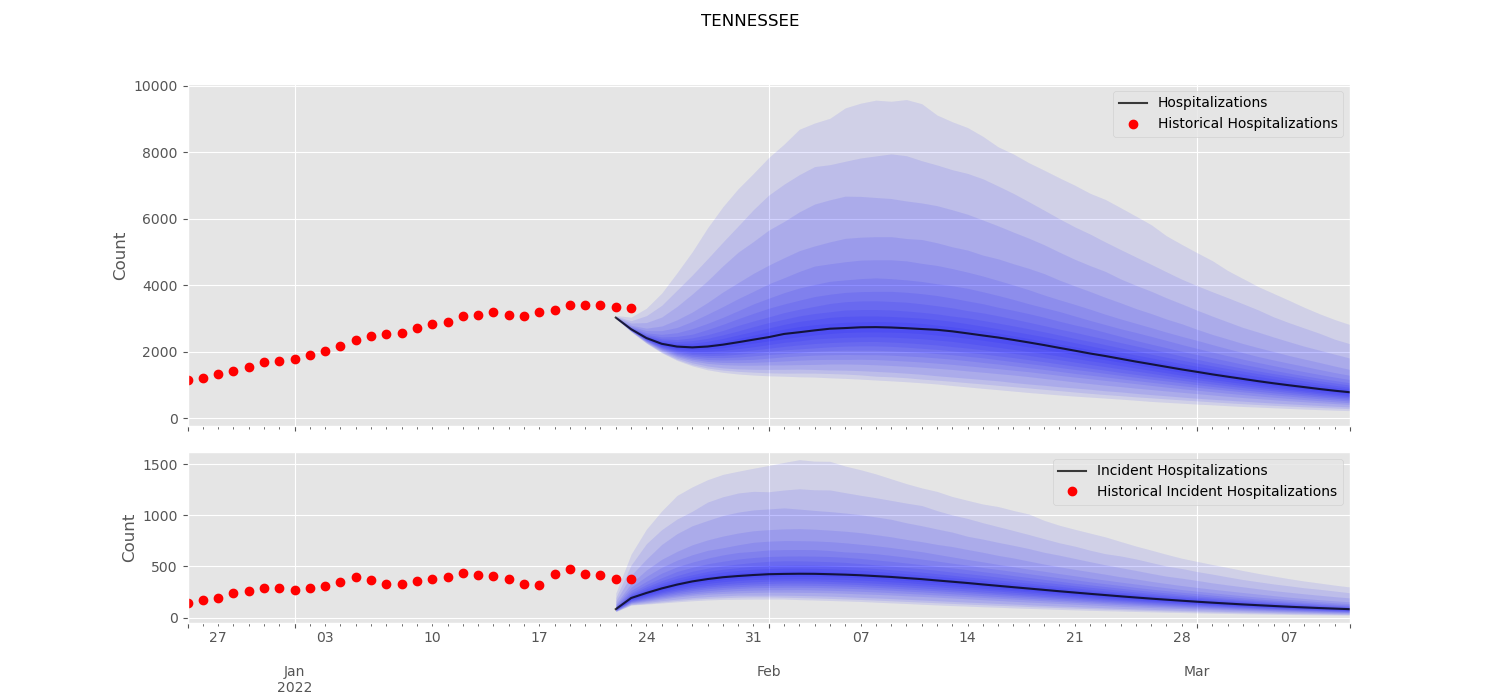 TENNESSEE
10000
8000
6000
4000
2000
0
Count
Hospitalizations
Historical Hospitalizations
1500
1000
500
0
Count
Incident Hospitalizations
Historical Incident Hospitalizations
27 03 10 17 24 31 07 14 21 28 07
Jan Feb Mar
2022